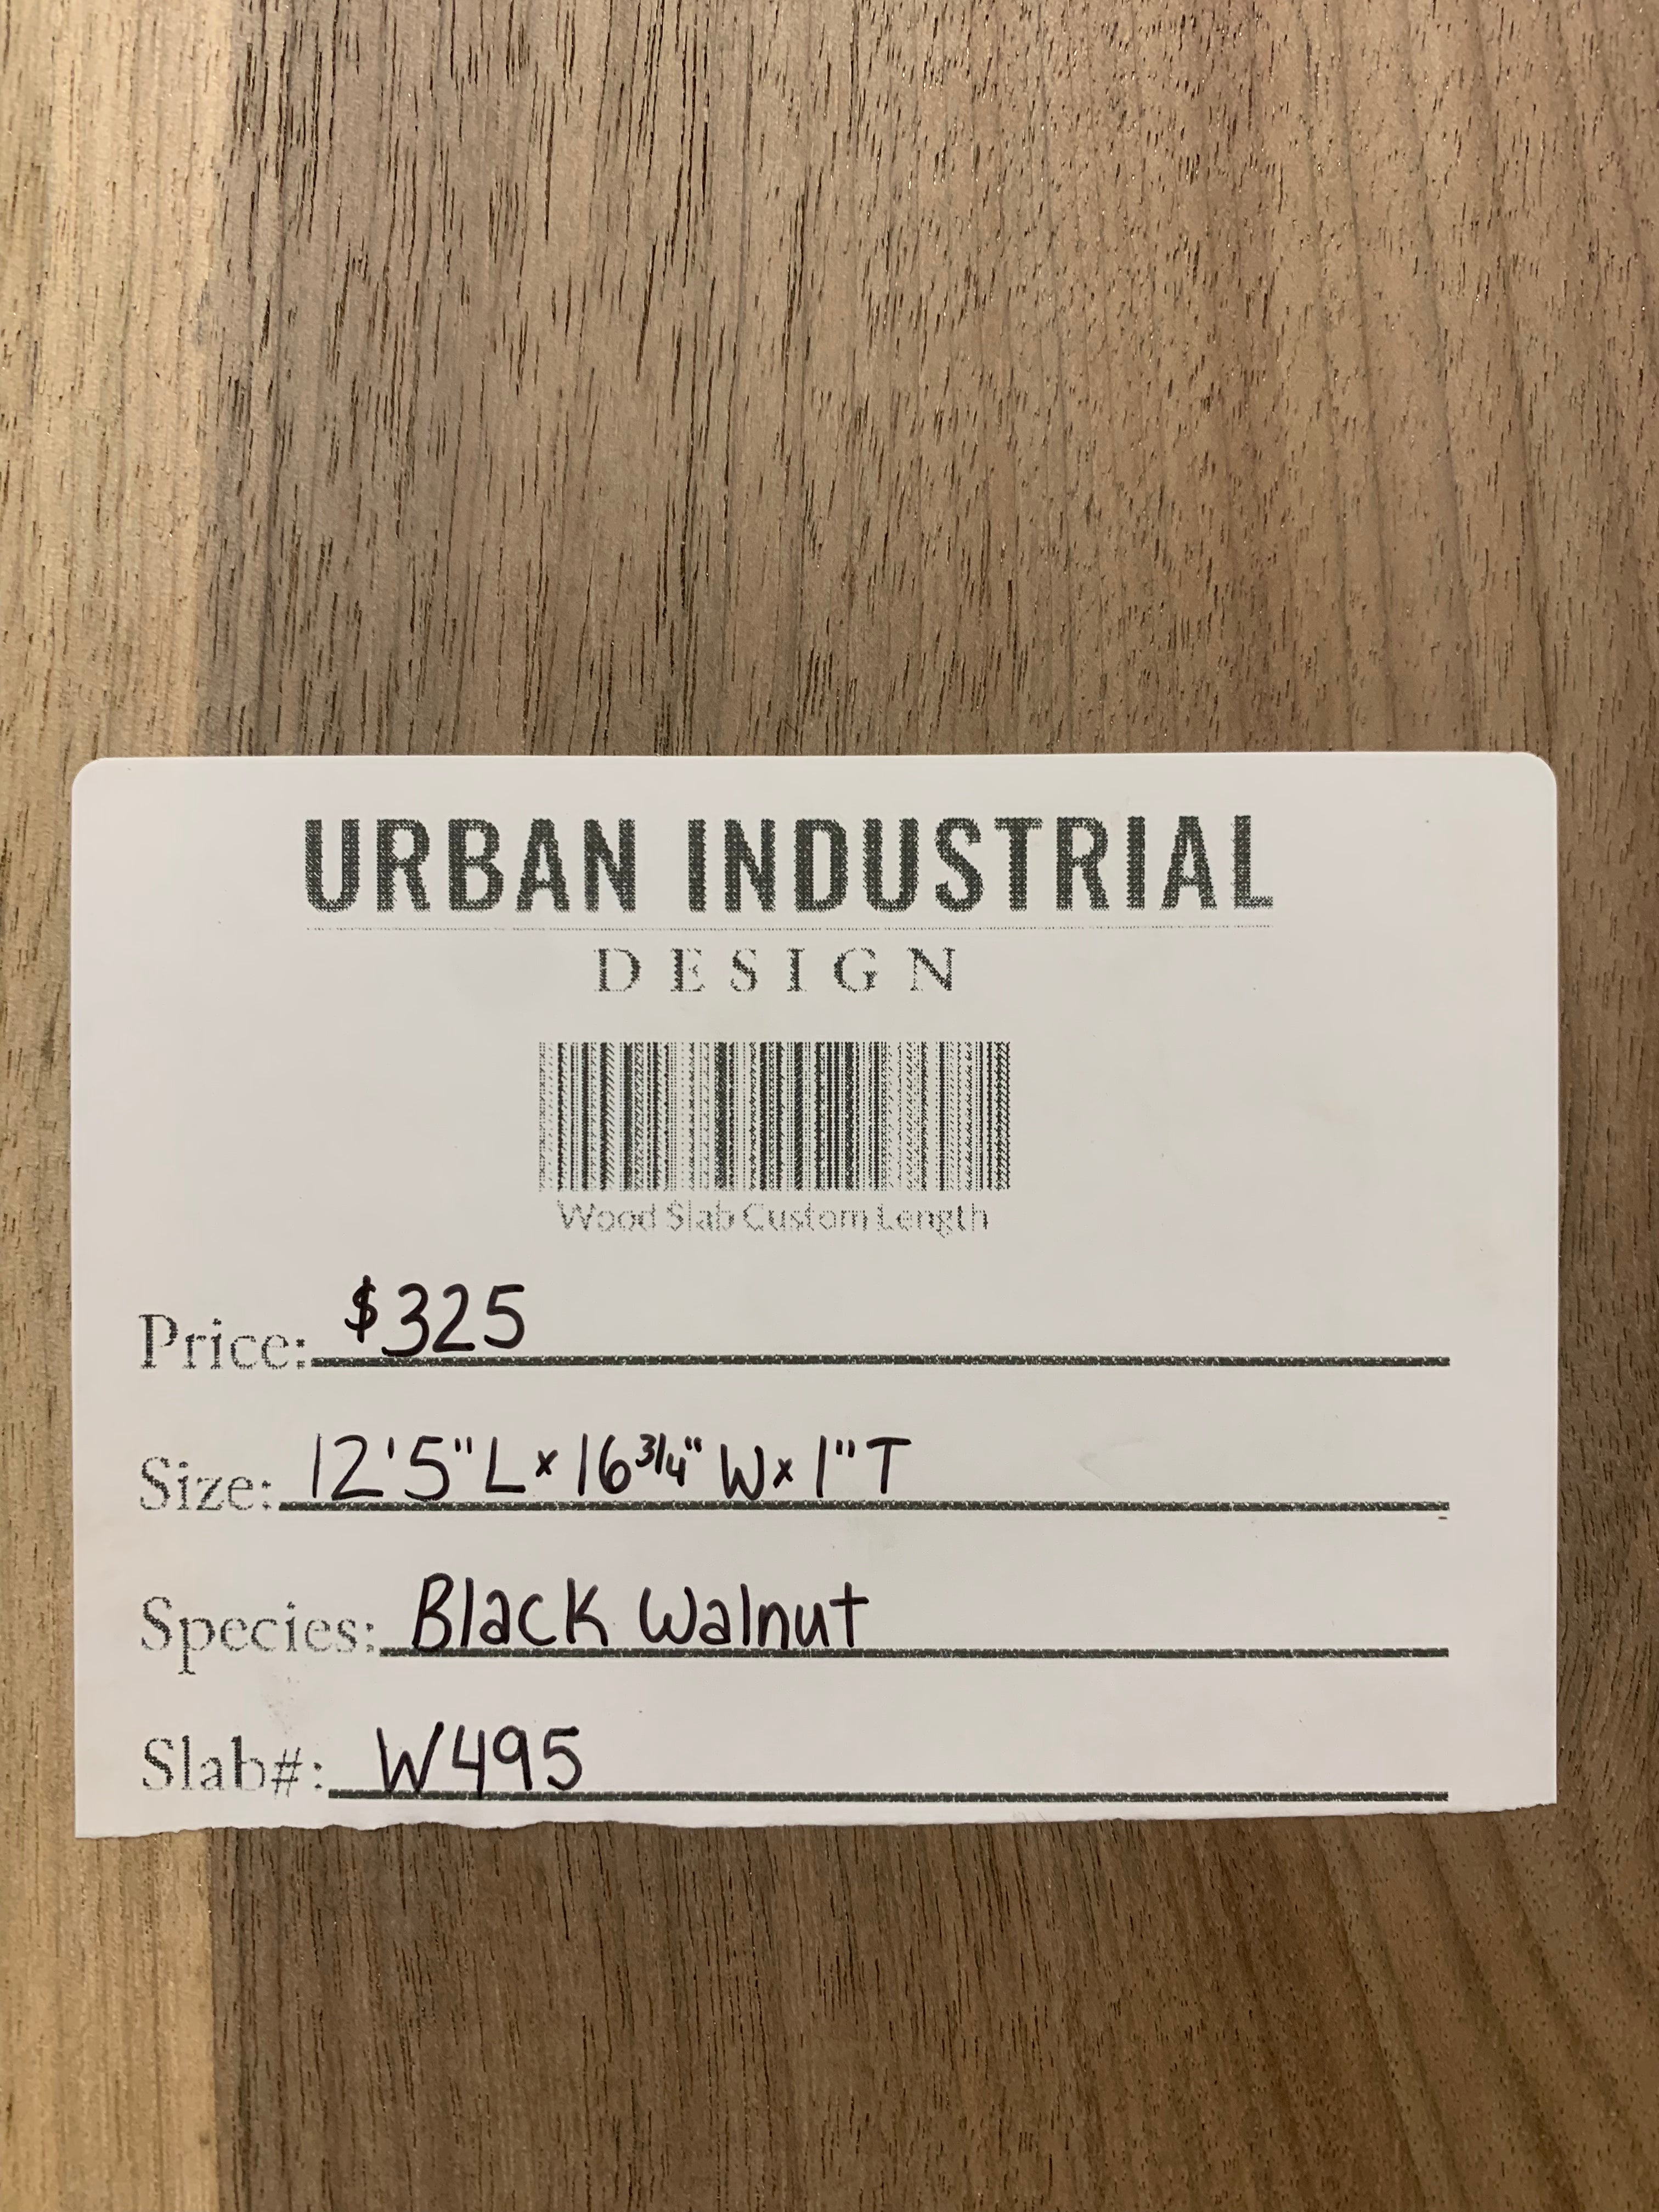 URBAN INDUSTRIAL
DESIGN
Wood Slab Custom Length
Price: $325
Size: 12'5"L x 16 3/4" W x 1" T
Species: Black Walnut
Slab#: W495